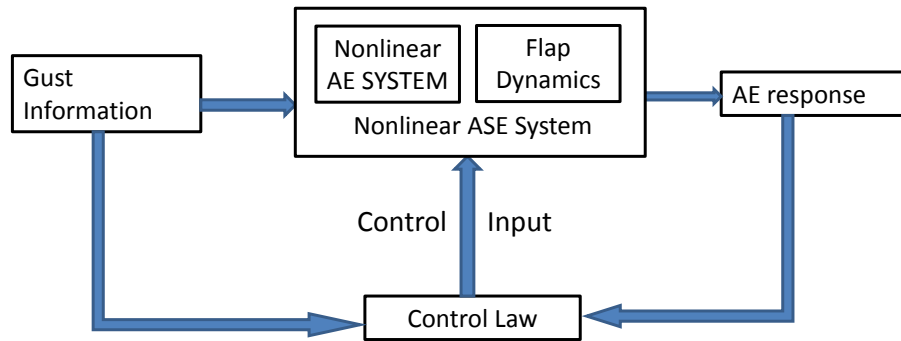 Gust
Information
Nonlinear
AE SYSTEM
Flap
Dynamics
Nonlinear ASE System
AE response
Control Input
Control Law